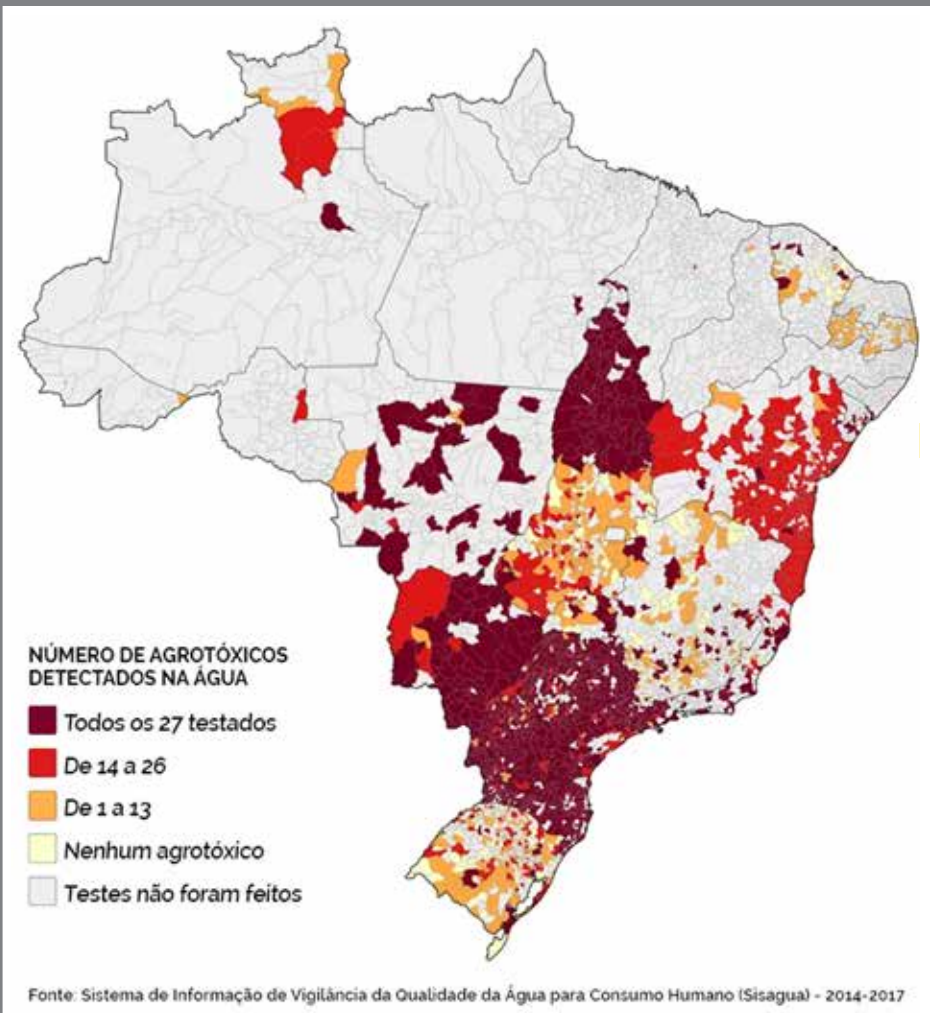 NÚMERO DE AGROTÓXICOS
DETECTADOS NA ÁGUA
Todos os 27 testados
De 14 a 26
De 1 a 13
Nenhum agrotóxico
Testes não foram feitos
Fonte: Sistema de Informação de Vigilância da Qualidade da Água para Consumo Humano (Sisagua) - 2014-2017